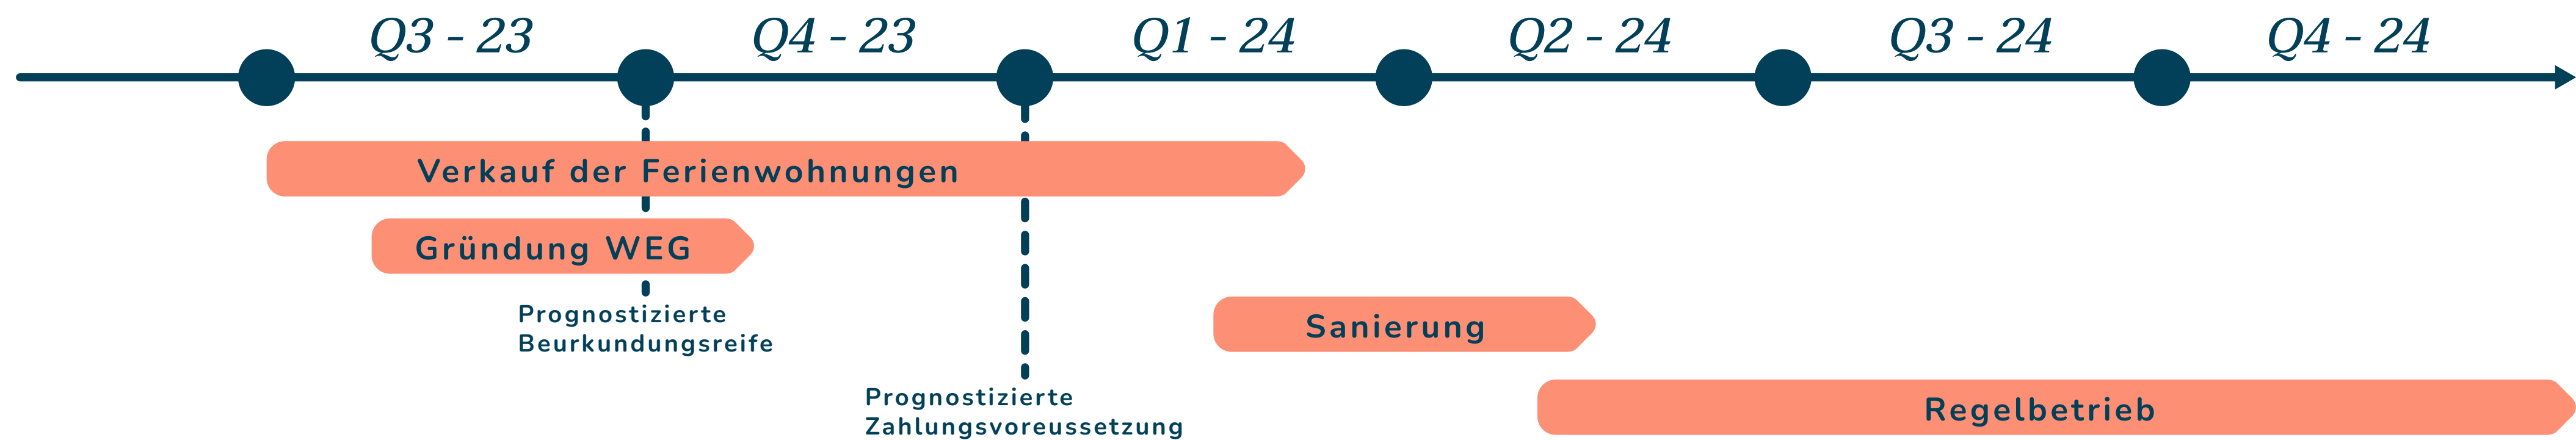 Q3 - 23 Q4 - 23 Q1 - 24 Q2 - 24 Q3 - 24 Q4 - 24
Verkauf der Ferienwohnungen
Gründung WEG
Prognostizierte
Beurkundungsreife
Sanierung
Prognostizierte
Zahlungsvoreussetzung
Regelbetrieb